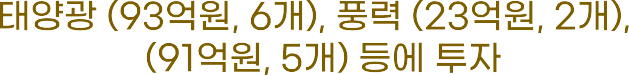 태양광 (93억원, 6개), 풍력 (23억원, 2개),
(91억원, 5개) 등에 투자